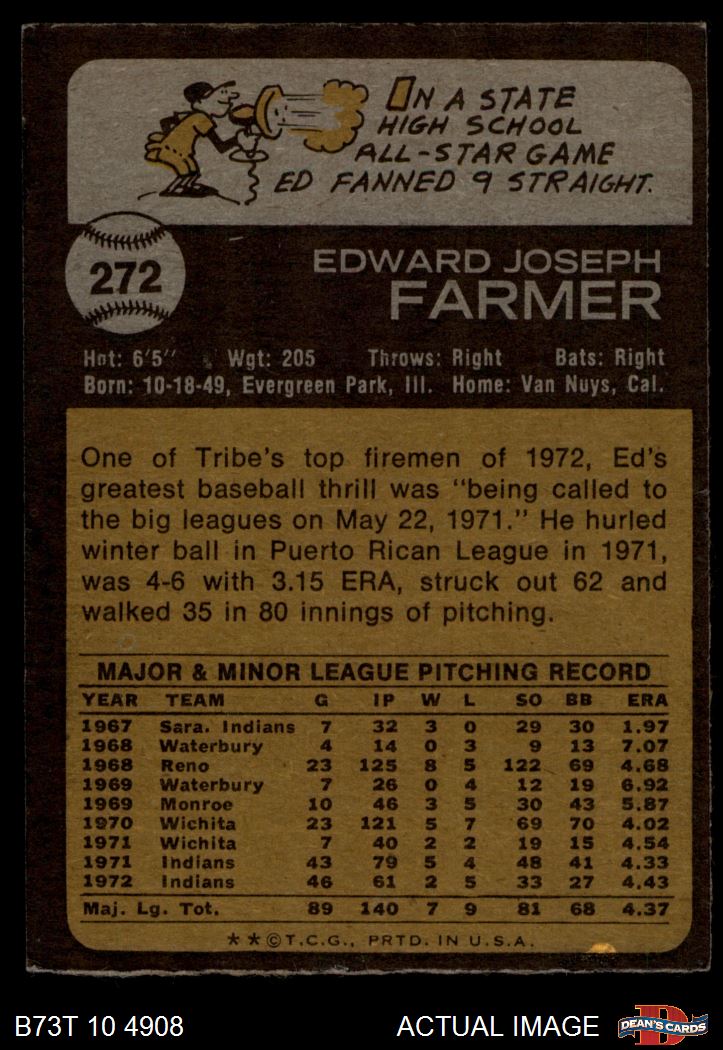 IN A STATE
HIGH SCHOOL
ALL-STAR GAME
ED FANNED 9 STRAIGHT.
272
EDWARD JOSEPH
FARMER
Hgt: 6'5" Wgt: 205 Throws: Right Bats: Right
Born: 10-18-49, Evergreen Park, Ill. Home: Van Nuys, Cal.
One of Tribe's top firemen of 1972, Ed's
greatest baseball thrill was "being called to
the big leagues on May 22, 1971." He hurled
winter ball in Puerto Rican League in 1971,
was 4-6 with 3.15 ERA, struck out 62 and
walked 35 in 80 innings of pitching.
MAJOR & MINOR LEAGUE PITCHING RECORD
YEAR TEAM G IP W L SO BB ERA
1967 Sara. Indians 7 32 3 0 29 30 1.97
1968 Waterbury 4 14 0 3 9 13 7.07
1968 Reno 23 125 8 5 122 69 4.68
1969 Waterbury 7 26 0 4 12 19 6.92
1969 Monroe 10 46 3 5 30 43 5.87
1970 Wichita 23 121 5 7 69 70 4.02
1971 Wichita 7 40 2 2 19 15 4.54
1971 Indians 43 79 5 4 48 41 4.33
1972 Indians 46 61 2 5 33 27 4.43
Maj. Lg. Tot. 89 140 7 9 81 68 4.37
* * © T.C.G., PRTD. IN U.S.A.
B73T 10 4908 ACTUAL IMAGE DEAN'S CARDS